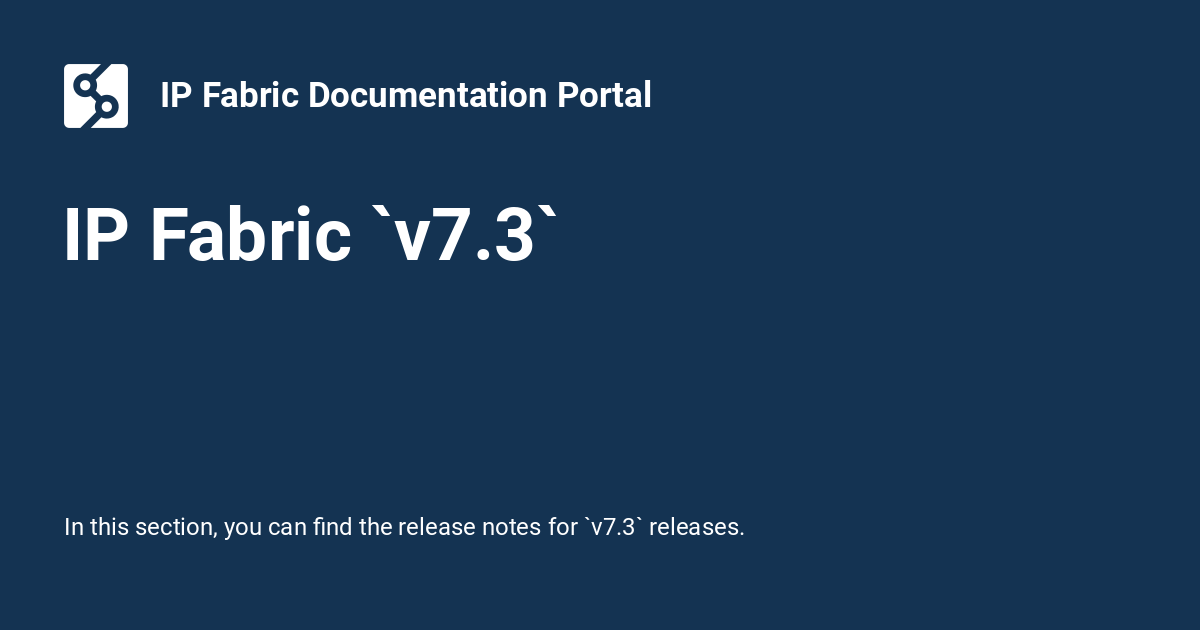 IP Fabric Documentation Portal
IP Fabric `v7.3`
In this section, you can find the release notes for `v7.3` releases.